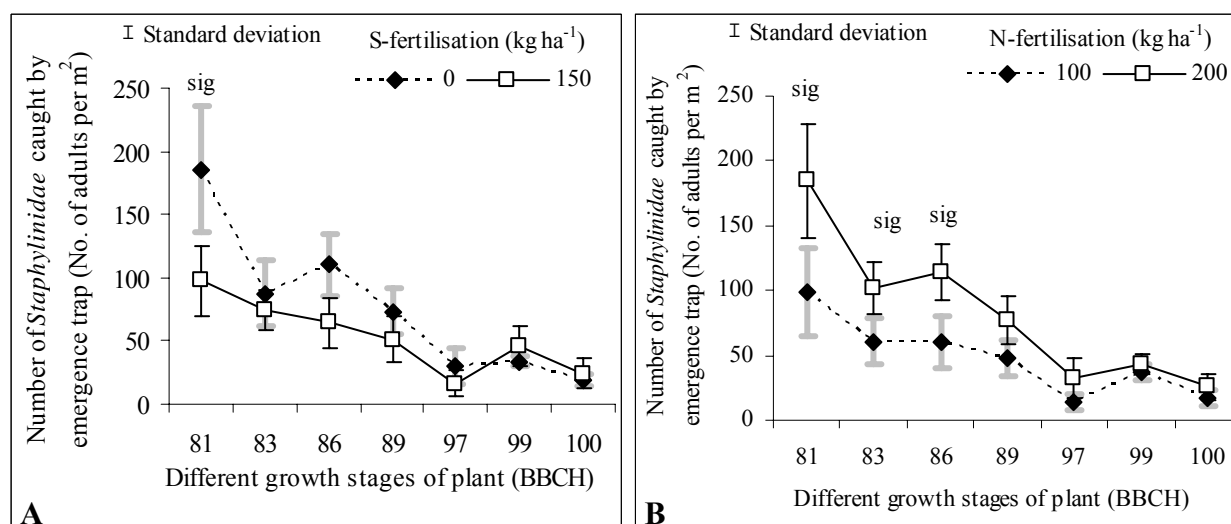 I Standard deviation
S-fertilisation (kg ha-1)
0 150
sig
Number of Staphylinidae caught by
emergence trap (No. of adults per m2)
250
200
150
100
50
0
81 83 86 89 97 99 100
Different growth stages of plant (BBCH)
A
I Standard deviation
N-fertilisation (kg ha-1)
100 200
sig
sig sig
Number of Staphylinidae caught by
emergence trap (No. of adults per m2)
250
200
150
100
50
0
81 83 86 89 97 99 100
Different growth stages of plant (BBCH)
B